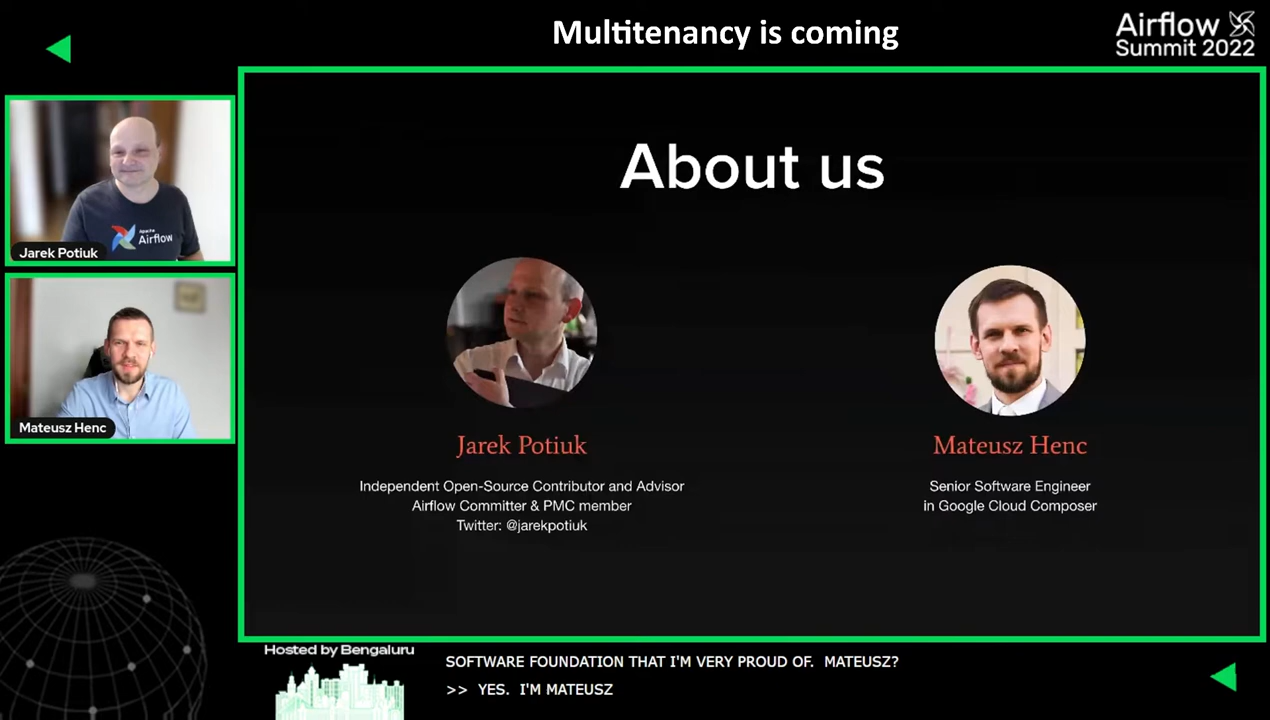 Multitenancy is coming
Airflow
Summit 2022
About us
Apache
Airflow
Jarek Potiuk
Mateusz Henc
Jarek Potiuk
Independent Open-Source Contributor and Advisor
Airflow Committer & PMC member
Twitter: @jarekpotiuk
Mateusz Henc
Senior Software Engineer
in Google Cloud Composer
Hosted by Bengaluru
SOFTWARE FOUNDATION THAT I'M VERY PROUD OF. MATEUSZ?
>> YES. I'M MATEUSZ